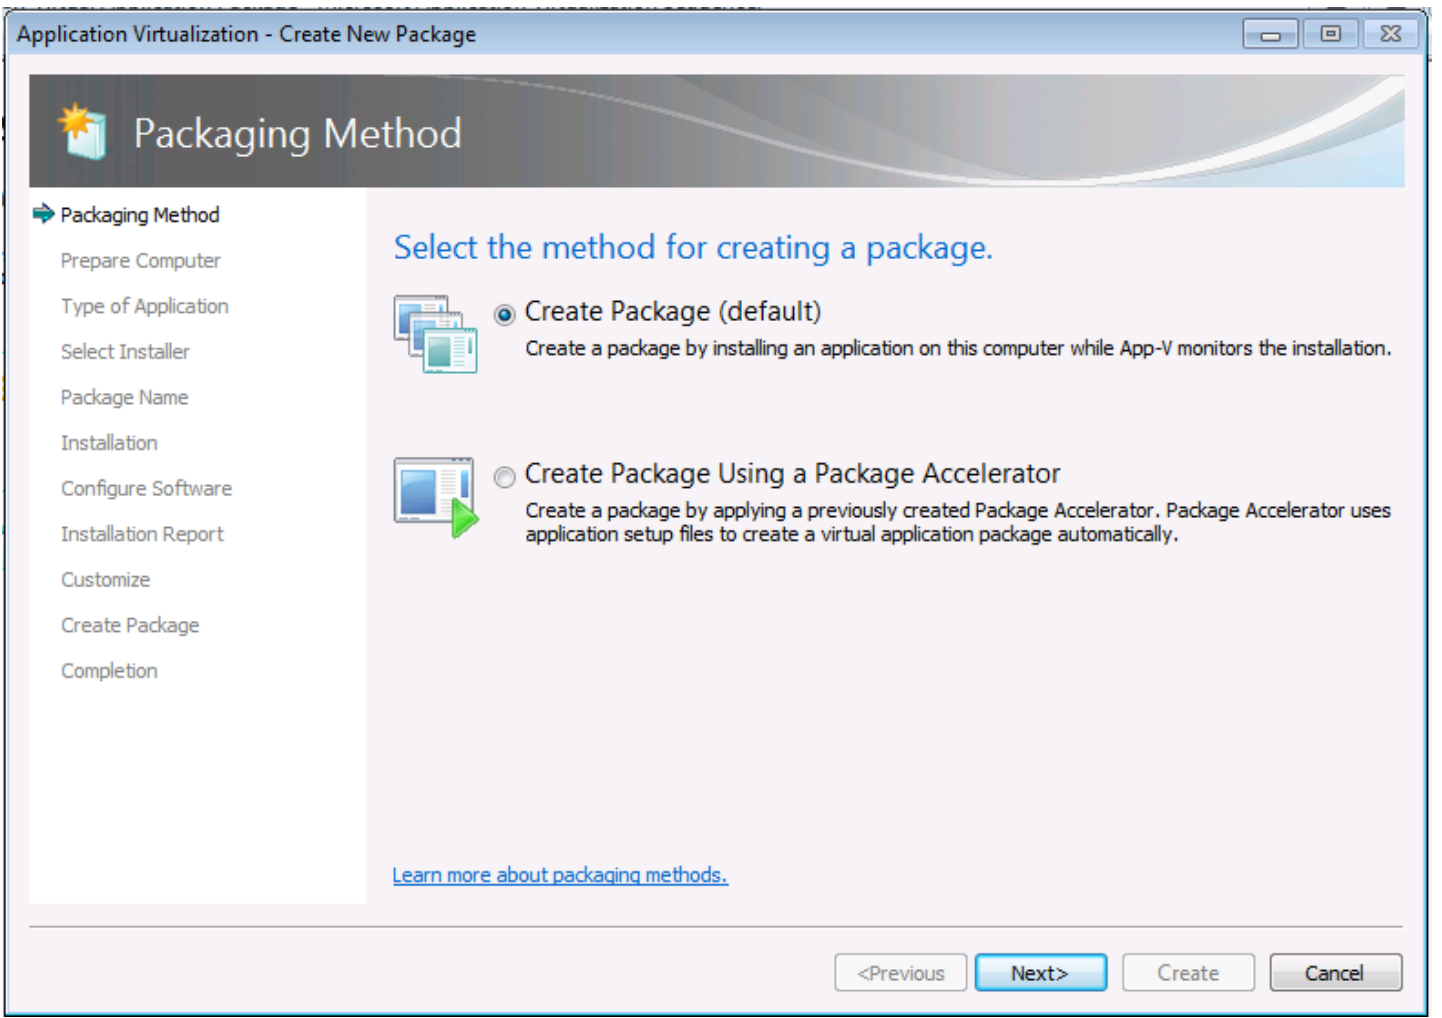 Application Virtualization - Create New Package
Packaging Method
Packaging Method
Prepare Computer
Type of Application
Select Installer
Package Name
Installation
Configure Software
Installation Report
Customize
Create Package
Completion
Select the method for creating a package.
Create Package (default)
Create a package by installing an application on this computer while App-V monitors the installation.
Create Package Using a Package Accelerator
Create a package by applying a previously created Package Accelerator. Package Accelerator uses
application setup files to create a virtual application package automatically.
Learn more about packaging methods.
<Previous
Next>
Create
Cancel